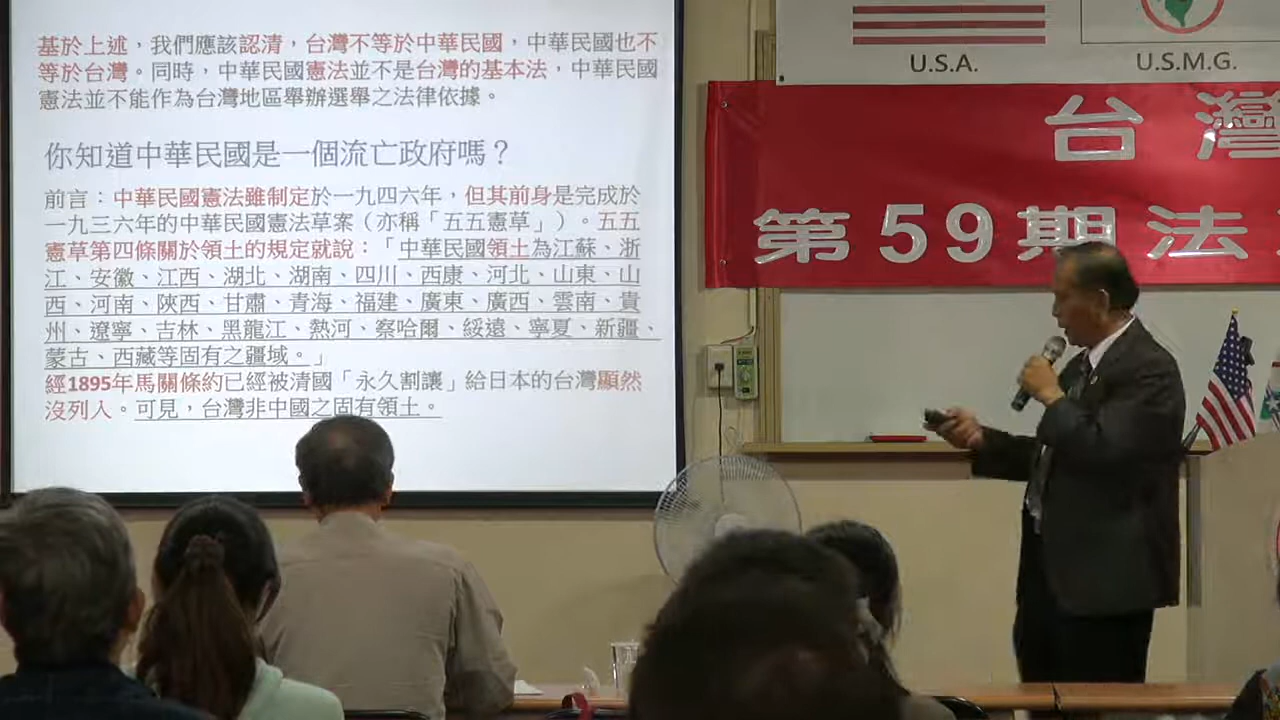 基於上述，我們應該認清，台灣不等於中華民國，中華民國也不
等於台灣。同時，中華民國憲法並不是台灣的基本法，中華民國
憲法並不能作為台灣地區舉辦選舉之法律依據。
你知道中華民國是一個流亡政府嗎？
前言：中華民國憲法雖制定於一九四六年，但其前身是完成於
一九三六年的中華民國憲法草案（亦稱「五五憲草」）。五五
憲草第四條關於領土的規定就說：「中華民國領土為江蘇、浙
江、安徽、江西、湖北、湖南、四川、西康、河北、山東、山
西、河南、陝西、甘肅、青海、福建、廣東、廣西、雲南、貴
州、遼寧、吉林、黑龍江、熱河、察哈爾、綏遠、寧夏、新疆、
蒙古、西藏等固有之疆域。」
經1895年馬關條約已經被清國「永久割讓」給日本的台灣顯然
沒列入。可見，台灣非中國之固有領土。
U.S.A.
U.S.M.G.
台灣
第59期法